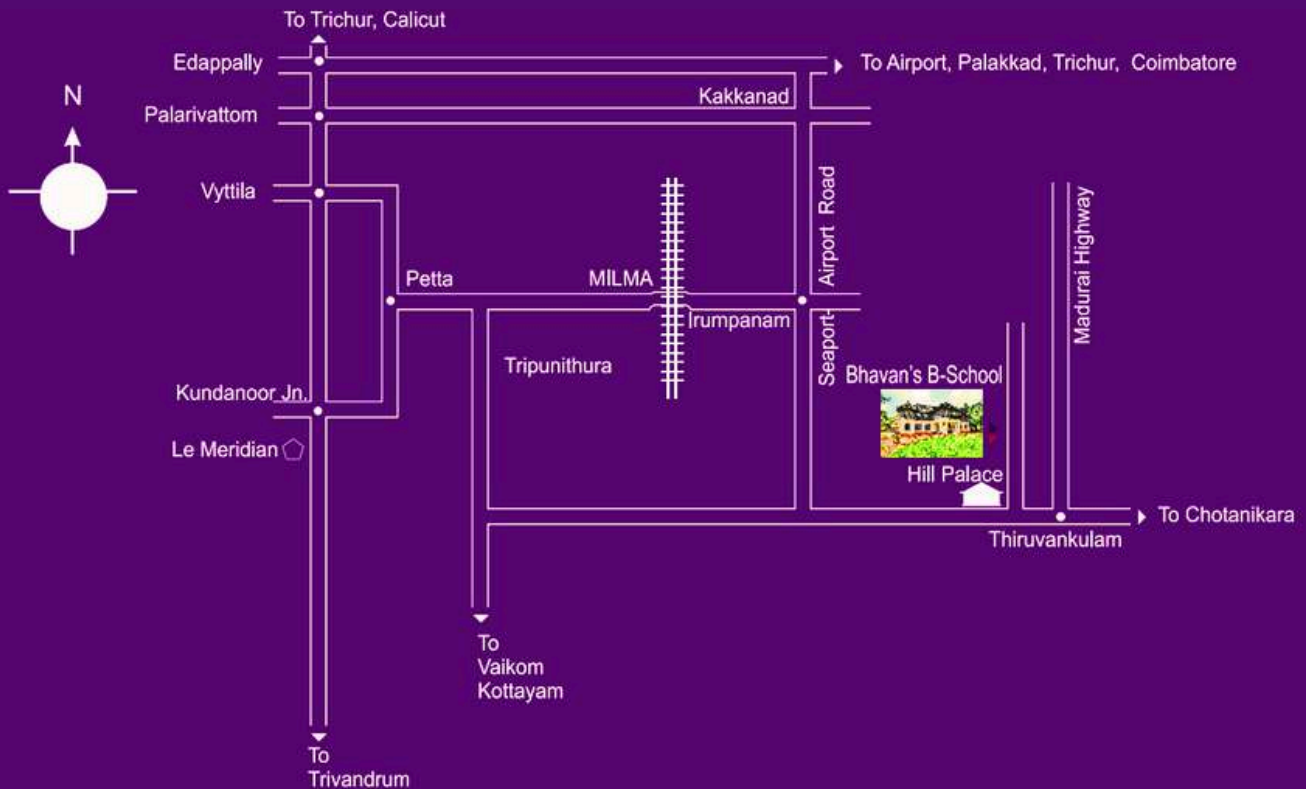 To Trichur, Calicut
Edappally
To Airport, Palakkad, Trichur, Coimbatore
N
Kakkanad
Palarivattom
Vyttila
Seaport- Airport Road
Madurai Highway
Petta
MILMA
Irumpanam
Tripunithura
Bhavan's B-School
Kundanoor Jn.
Le Meridian
Hill Palace
To Chotanikara
Thiruvankulam
To
Vaikom
Kottayam
To
Trivandrum